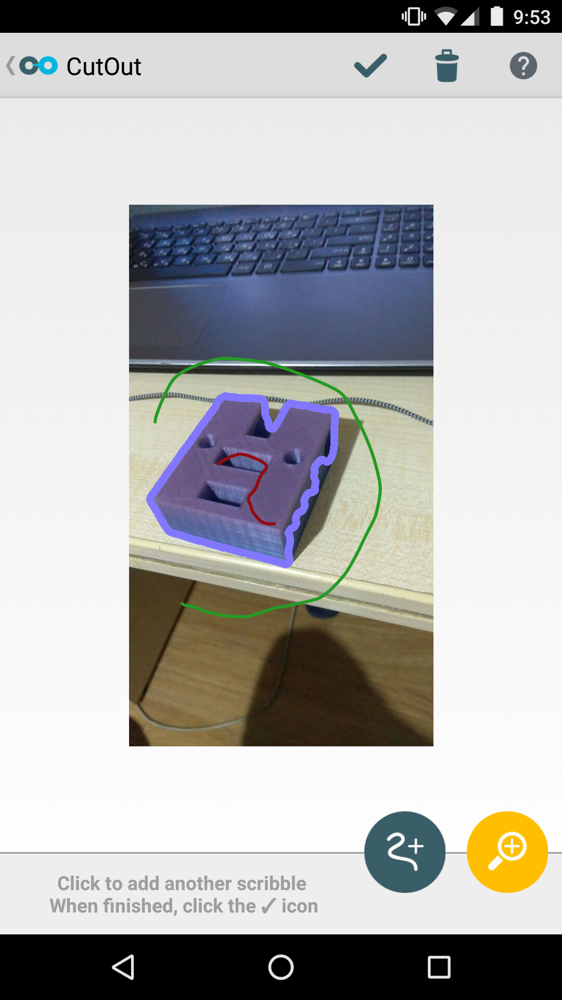 9:53
CutOut
Click to add another scribble
When finished, click the ✓ icon